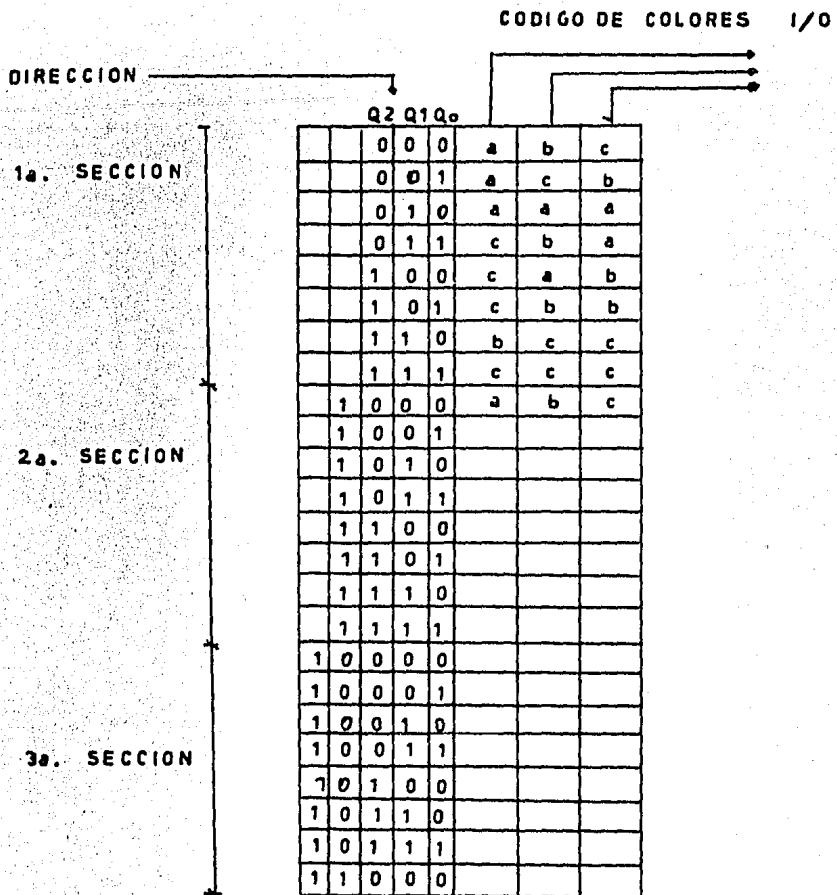 CODIGO DE COLORES I/O
DIRECCION
Q2 Q1 Qo
0 0 0 a b c
1a. SECCION
0 0 1 a c b
0 1 0 a a a
0 1 1 c b a
1 0 0 c a b
1 0 1 c b b
1 1 0 b c c
1 1 1 c c c
1 0 0 0 a b c
1 0 0 1
2a. SECCION
1 0 1 0
1 0 1 1
1 1 0 0
1 1 0 1
1 1 1 0
1 1 1 1
1 0 0 0 0
1 0 0 0 1
1 0 0 1 0
3a. SECCION
1 0 0 1 1
1 0 1 0 0
1 0 1 1 0
1 0 1 1 1
1 1 0 0 0